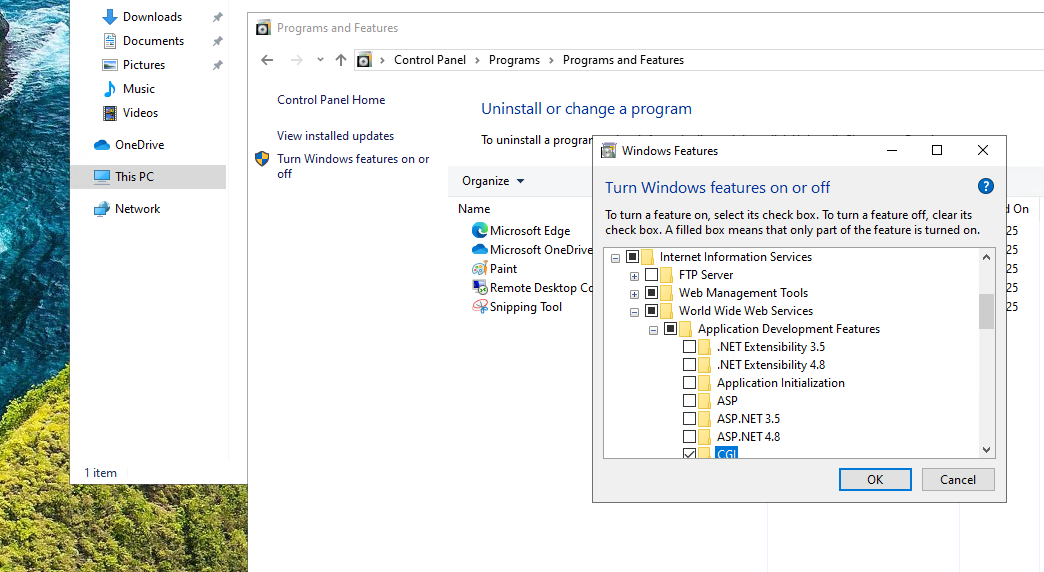 Downloads
Documents
Pictures
Music
Videos
OneDrive
This PC
Network
1 item
Programs and Features
Control Panel > Programs > Programs and Features
Control Panel Home
View installed updates
Turn Windows features on or
off
Uninstall or change a program
To uninstall a program
Organize
Name
d On
Microsoft Edge
25
Microsoft OneDrive
25
Paint
25
Remote Desktop Co
25
Snipping Tool
25
Windows Features
Turn Windows features on or off
?
To turn a feature on, select its check box. To turn a feature off, clear its
check box. A filled box means that only part of the feature is turned on.
Internet Information Services
FTP Server
Web Management Tools
World Wide Web Services
Application Development Features
.NET Extensibility 3.5
.NET Extensibility 4.8
Application Initialization
ASP
ASP.NET 3.5
ASP.NET 4.8
CGI
OK
Cancel